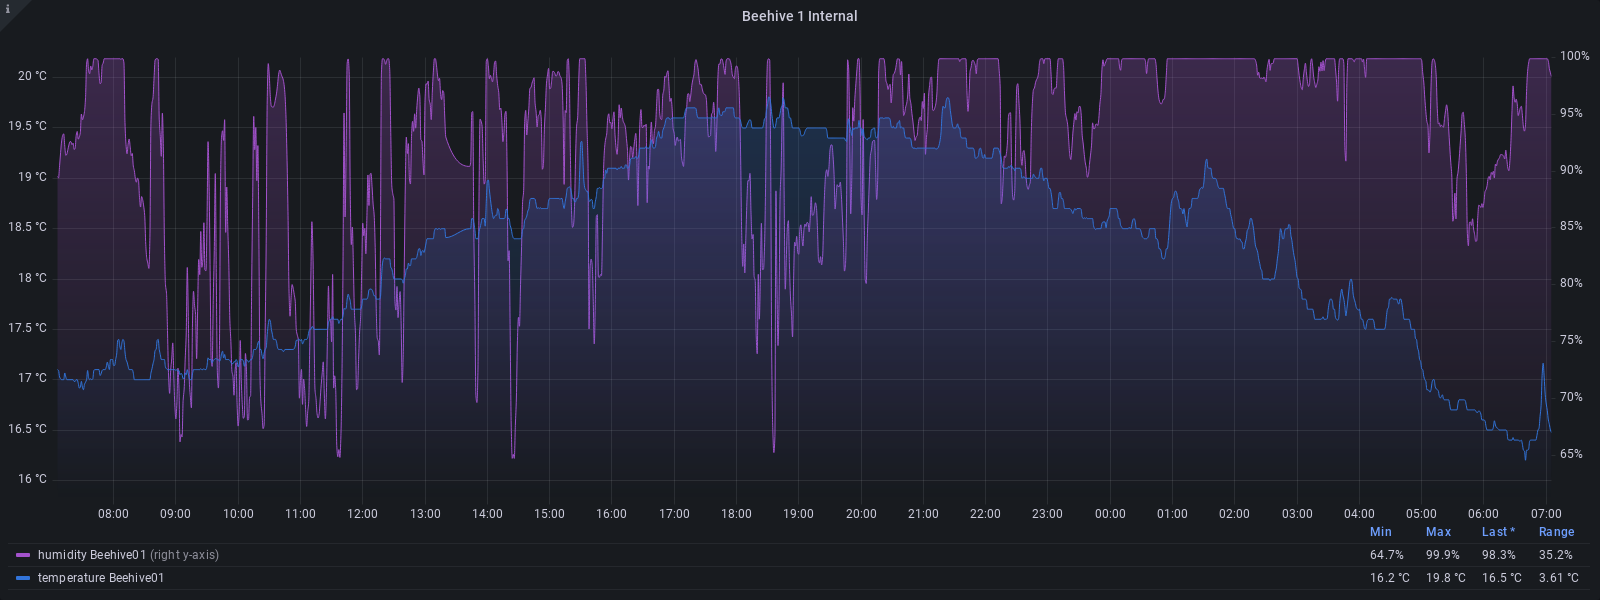 i
Beehive 1 Internal
20 °C
19.5 °C
19 °C
18.5 °C
18 °C
17.5 °C
17 °C
16.5 °C
16 °C
100%
95%
90%
85%
80%
75%
70%
65%
08:00 09:00 10:00 11:00 12:00 13:00 14:00 15:00 16:00 17:00 18:00 19:00 20:00 21:00 22:00 23:00 00:00 01:00 02:00 03:00 04:00 05:00 06:00 07:00
Min Max Last * Range
humidity Beehive01 (right y-axis) 64.7% 99.9% 98.3% 35.2%
temperature Beehive01 16.2 °C 19.8 °C 16.5 °C 3.61 °C